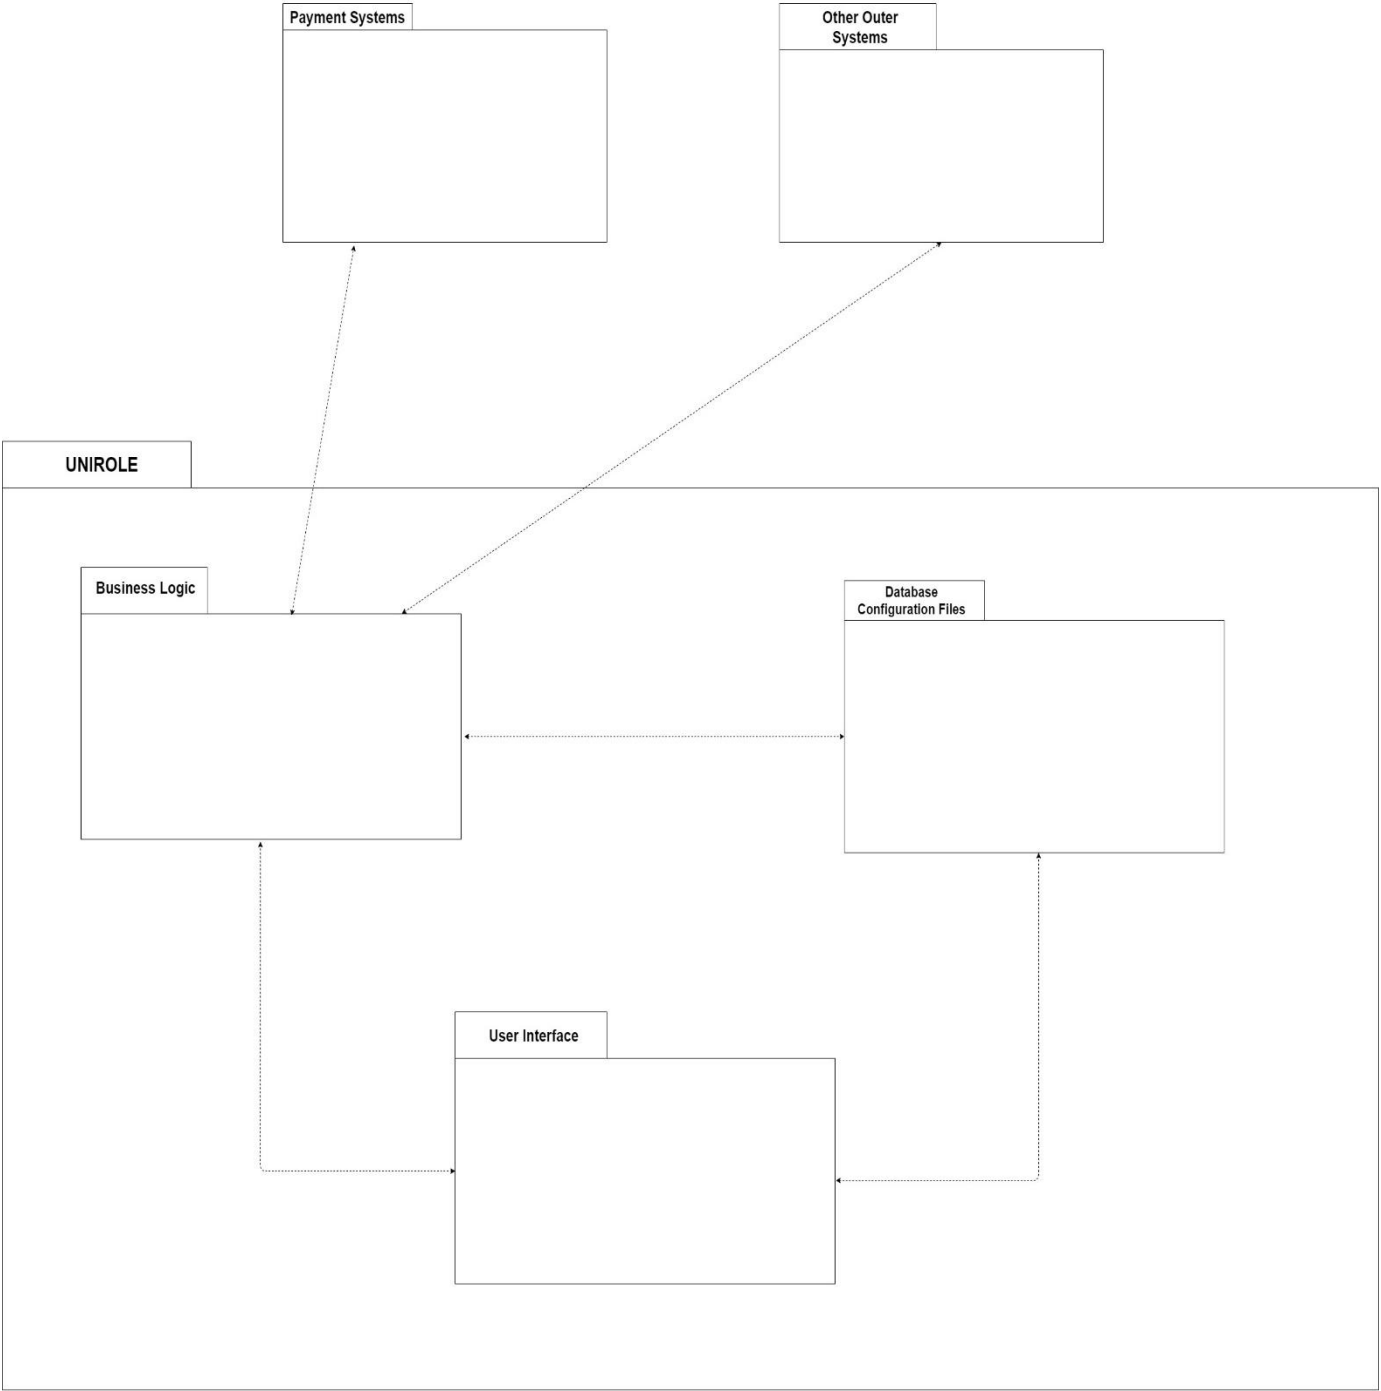 Payment Systems
Other Outer
Systems
UNIROLE
Business Logic
Database
Configuration Files
User Interface